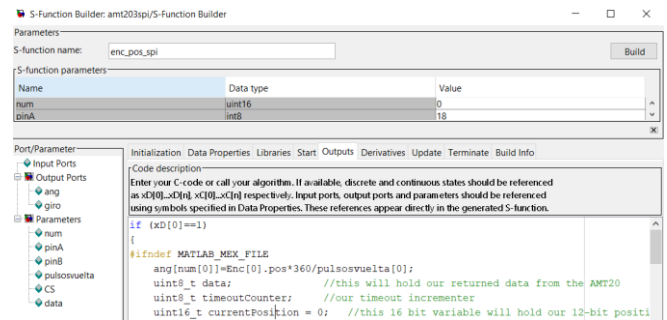 S-Function Builder: amt203spi/S-Function Builder
Parameters
S-function name: enc_pos_spi Build
S-function parameters
Name Data type Value
num uint16 0
pinA int8 18
Port/Parameter
Input Ports
Output Ports
ang
giro
Parameters
num
pinA
pinB
pulsosvuelta
CS
data
Initialization Data Properties Libraries Start Outputs Derivatives Update Terminate Build Info
Code description
Enter your C-code or call your algorithm. If available, discrete and continuous states should be referenced
as xD[0]...xD[n], xC[0]...xC[n] respectively. Input ports, output ports and parameters should be referenced
using symbols specified in Data Properties. These references appear directly in the generated S-function.
if (xD[0]==1)
{
#ifndef MATLAB_MEX_FILE
ang[num[0]]=Enc[0].pos*360/pulsosvuelta[0];
uint8_t data; //this will hold our returned data from the AMT20
uint8_t timeoutCounter; //our timeout incrementer
uint16_t currentPosition = 0; //this 16 bit variable will hold our 12-bit positi